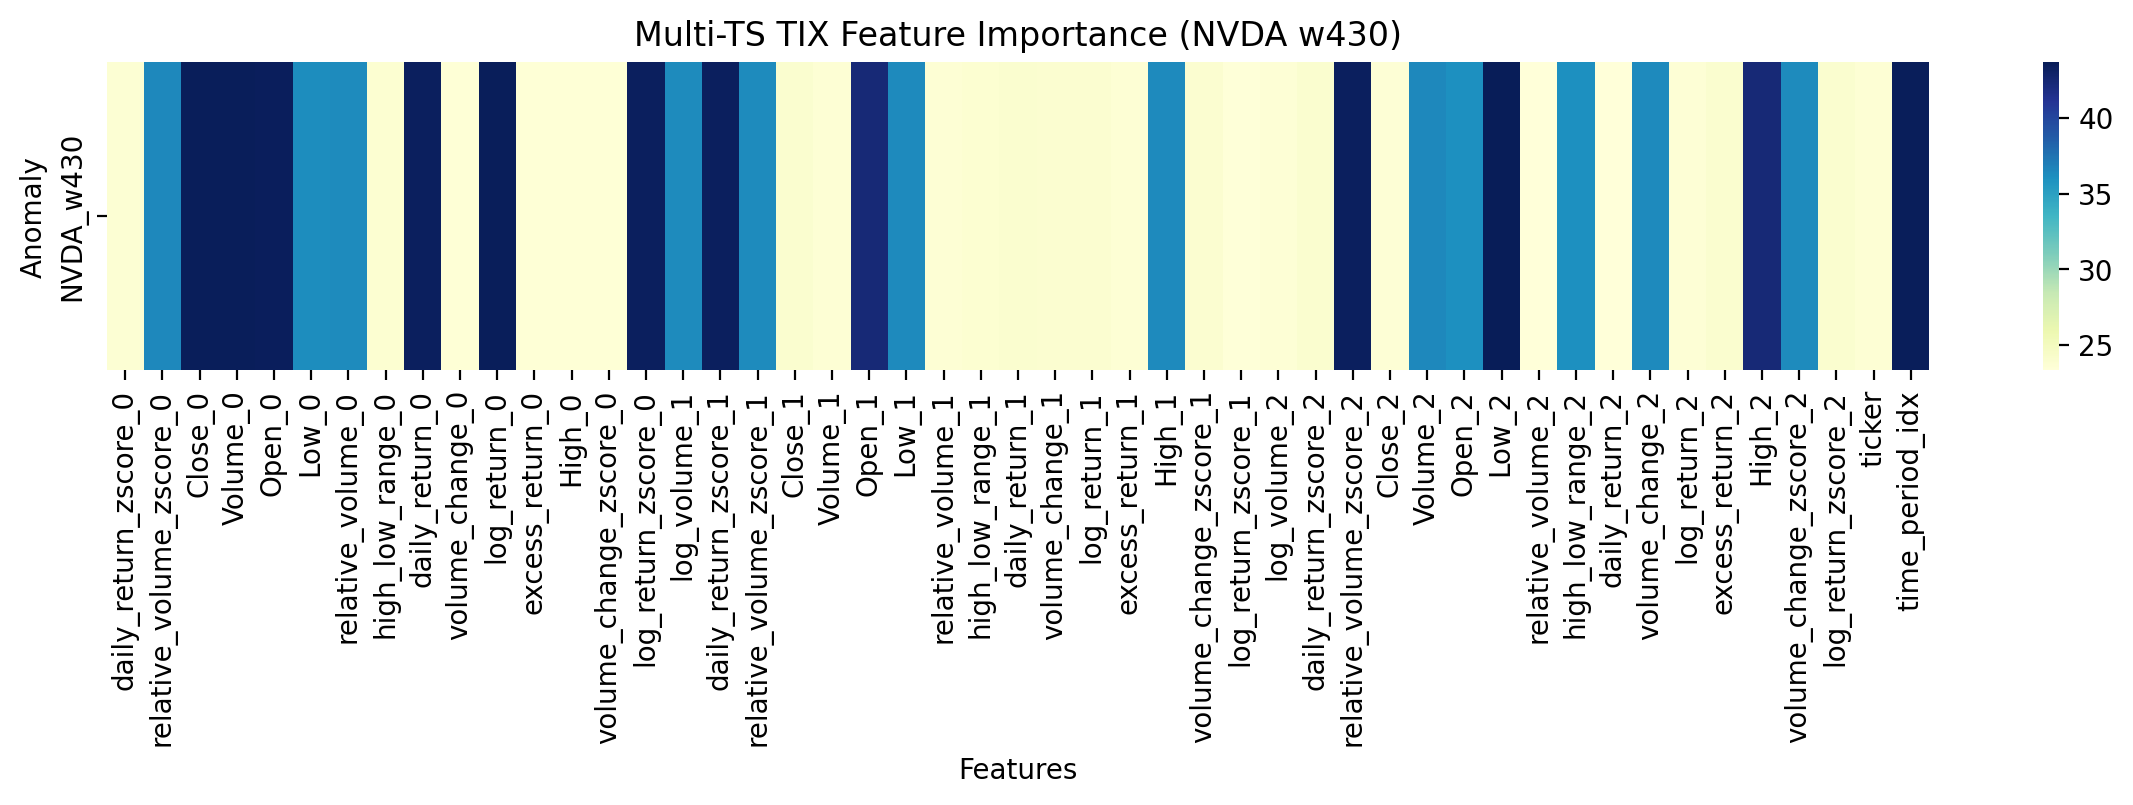 Multi-TS TIX Feature Importance (NVDA w430)
Anomaly
NVDA_w430
40
35
30
25
daily_return_zscore_0
relative_volume_zscore_0
Close_0
Volume_0
Open_0
Low_0
relative_volume_0
high_low_range_0
daily_return_0
volume_change_0
log_return_0
excess_return_0
High_0
volume_change_zscore_0
log_return_zscore_0
log_volume_1
daily_return_zscore_1
relative_volume_zscore_1
Close_1
Volume_1
Open_1
Low_1
relative_volume_1
high_low_range_1
daily_return_1
volume_change_1
log_return_1
excess_return_1
High_1
volume_change_zscore_1
log_return_zscore_1
log_volume_2
daily_return_zscore_2
relative_volume_zscore_2
Close_2
Volume_2
Open_2
Low_2
relative_volume_2
high_low_range_2
daily_return_2
volume_change_2
log_return_2
excess_return_2
High_2
volume_change_zscore_2
log_return_zscore_2
ticker
time_period_idx
Features